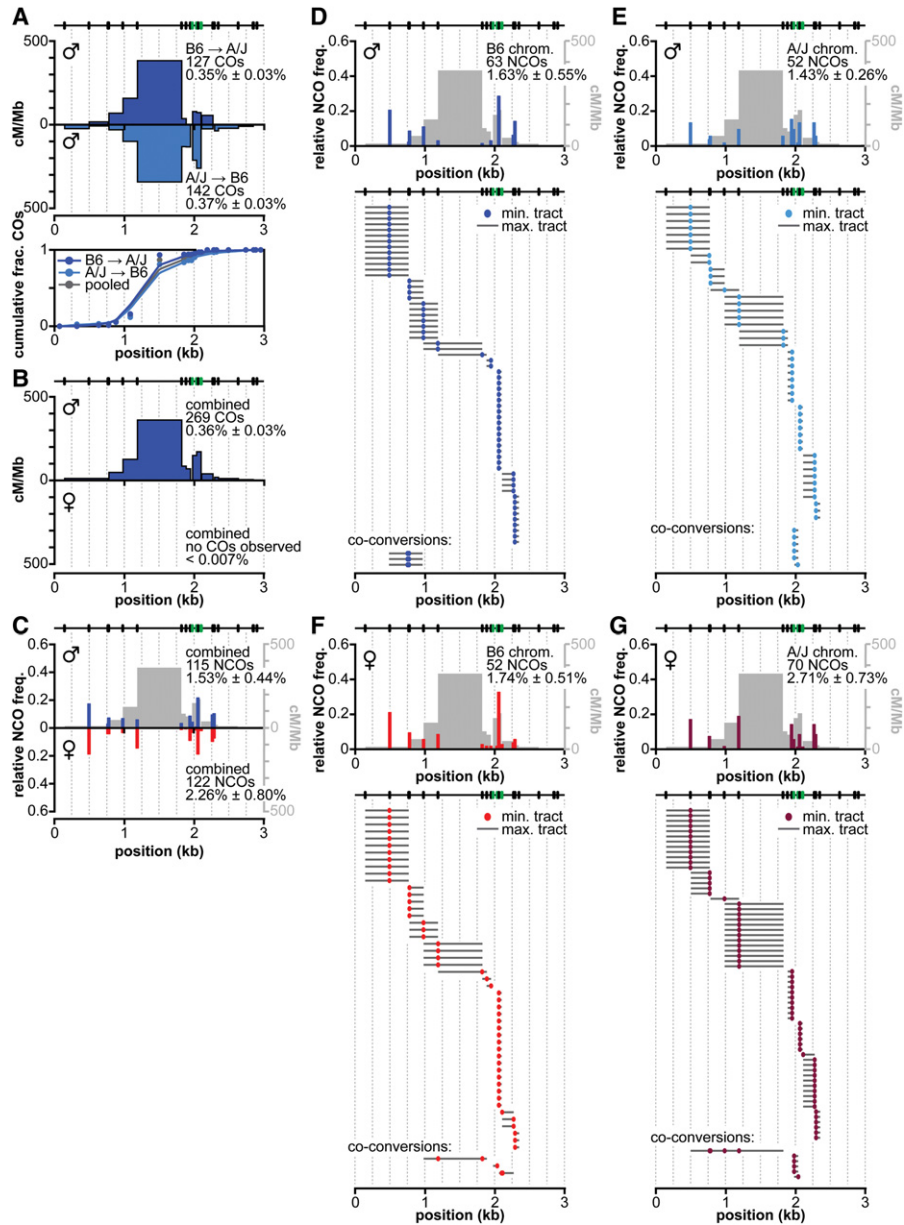 A
500
♂
B6 → A/J
127 COs
0.35% ± 0.03%
cM/Mb
0
♂
A/J → B6
142 COs
0.37% ± 0.03%
500
0 1 2 3
position (kb)
cumulative frac. COs
1
B6 → A/J
A/J → B6
pooled
0
0 1 2 3
position (kb)
B
500
♂
combined
269 COs
0.36% ± 0.03%
cM/Mb
0
♀
combined
no COs observed
< 0.007%
500
0 1 2 3
position (kb)
C
0.6
500
♂
combined
115 NCOs
1.53% ± 0.44%
0.4
0.2
relative NCO freq.
0
0
cM/Mb
0.2
♀
combined
122 NCOs
2.26% ± 0.80%
0.4
0.6
500
0 1 2 3
position (kb)
D
0.6
500
♂
B6 chrom.
63 NCOs
1.63% ± 0.55%
0.4
relative NCO freq.
cM/Mb
0.2
0
0
0 1 2 3
position (kb)
min. tract
max. tract
co-conversions:
0 1 2 3
position (kb)
E
0.6
500
♂
A/J chrom.
52 NCOs
1.43% ± 0.26%
0.4
relative NCO freq.
cM/Mb
0.2
0
0
0 1 2 3
position (kb)
min. tract
max. tract
co-conversions:
0 1 2 3
position (kb)
F
0.6
500
♀
B6 chrom.
52 NCOs
1.74% ± 0.51%
0.4
relative NCO freq.
cM/Mb
0.2
0
0
0 1 2 3
position (kb)
min. tract
max. tract
co-conversions:
0 1 2 3
position (kb)
G
0.6
500
♀
A/J chrom.
70 NCOs
2.71% ± 0.73%
0.4
relative NCO freq.
cM/Mb
0.2
0
0
0 1 2 3
position (kb)
min. tract
max. tract
co-conversions:
0 1 2 3
position (kb)